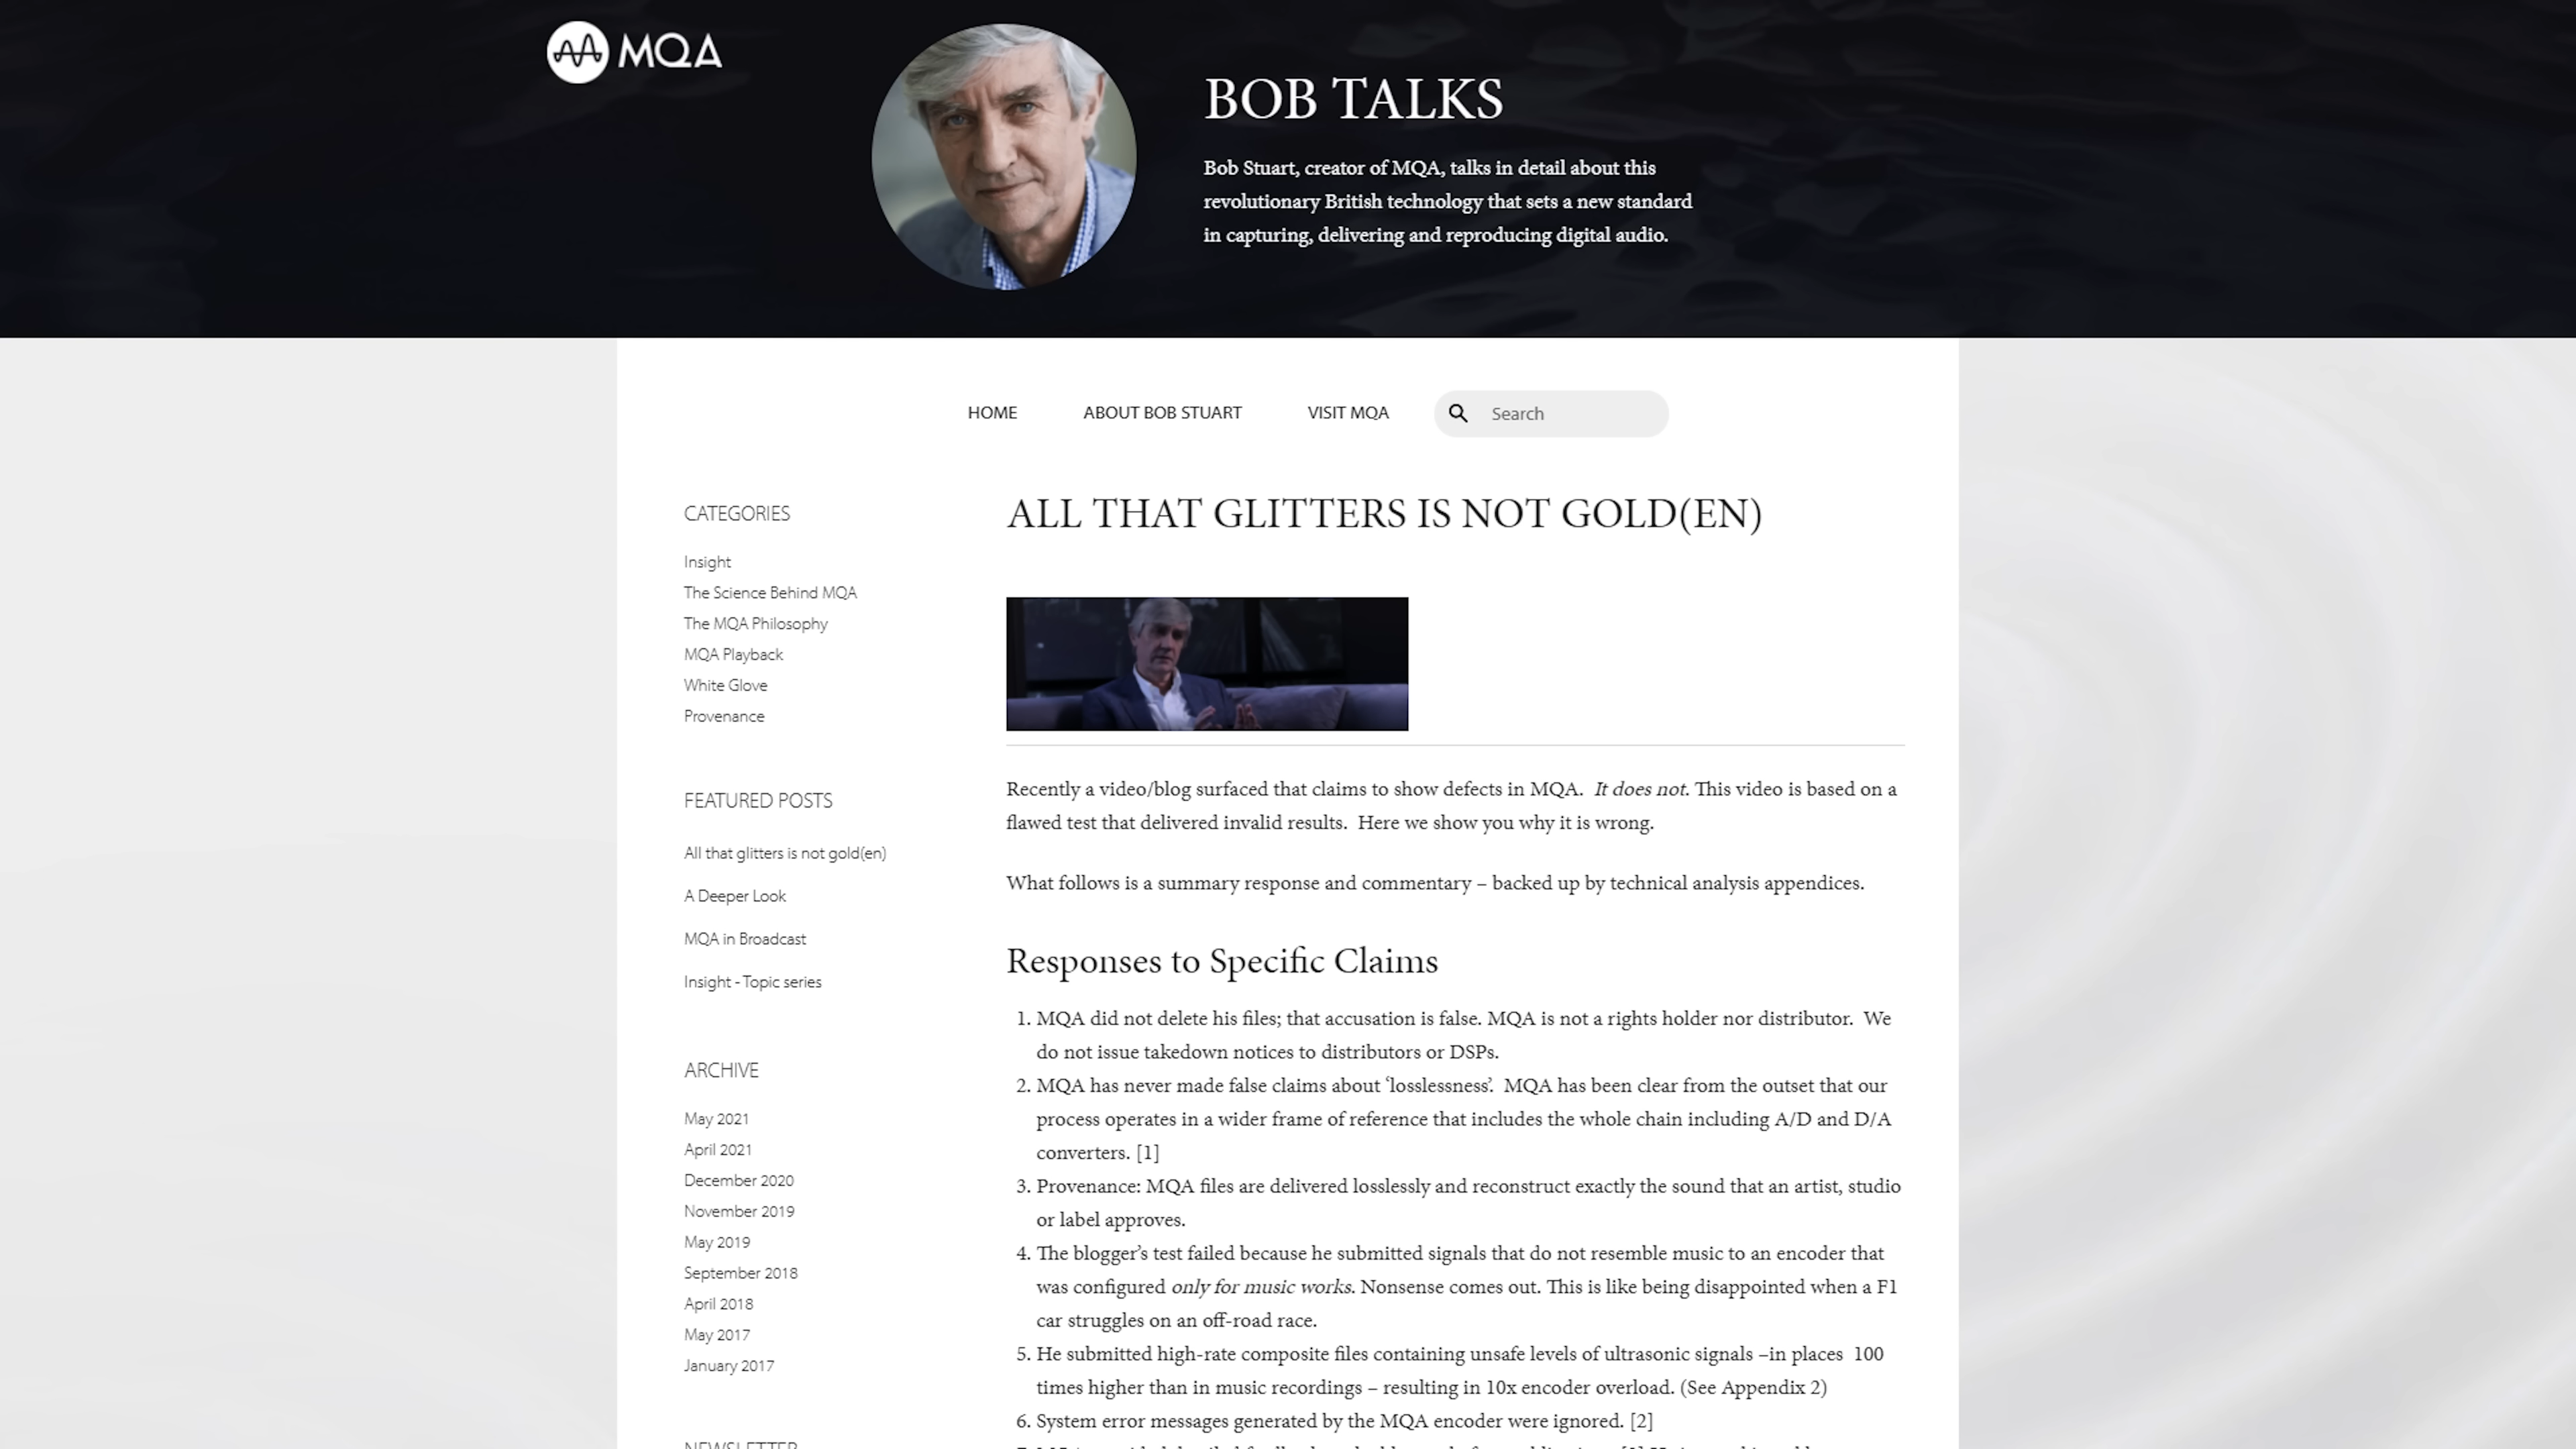 MQA
BOB TALKS
Bob Stuart, creator of MQA, talks in detail about this
revolutionary British technology that sets a new standard
in capturing, delivering and reproducing digital audio.
HOME
ABOUT BOB STUART
VISIT MQA
Search
CATEGORIES
Insight
The Science Behind MQA
The MQA Philosophy
MQA Playback
White Glove
Provenance
FEATURED POSTS
All that glitters is not gold(en)
A Deeper Look
MQA in Broadcast
Insight - Topic series
ARCHIVE
May 2021
April 2021
December 2020
November 2019
May 2019
September 2018
April 2018
May 2017
January 2017
NEWSLETTER
ALL THAT GLITTERS IS NOT GOLD(EN)
Recently a video/blog surfaced that claims to show defects in MQA.  It does not. This video is based on a
flawed test that delivered invalid results.  Here we show you why it is wrong.
What follows is a summary response and commentary – backed up by technical analysis appendices.
Responses to Specific Claims
1. MQA did not delete his files; that accusation is false. MQA is not a rights holder nor distributor.  We
do not issue takedown notices to distributors or DSPs.
2. MQA has never made false claims about ‘losslessness’.  MQA has been clear from the outset that our
process operates in a wider frame of reference that includes the whole chain including A/D and D/A
converters. [1]
3. Provenance: MQA files are delivered losslessly and reconstruct exactly the sound that an artist, studio
or label approves.
4. The blogger’s test failed because he submitted signals that do not resemble music to an encoder that
was configured only for music works. Nonsense comes out. This is like being disappointed when a F1
car struggles on an off-road race.
5. He submitted high-rate composite files containing unsafe levels of ultrasonic signals –in places  100
times higher than in music recordings – resulting in 10x encoder overload. (See Appendix 2)
6. System error messages generated by the MQA encoder were ignored. [2]